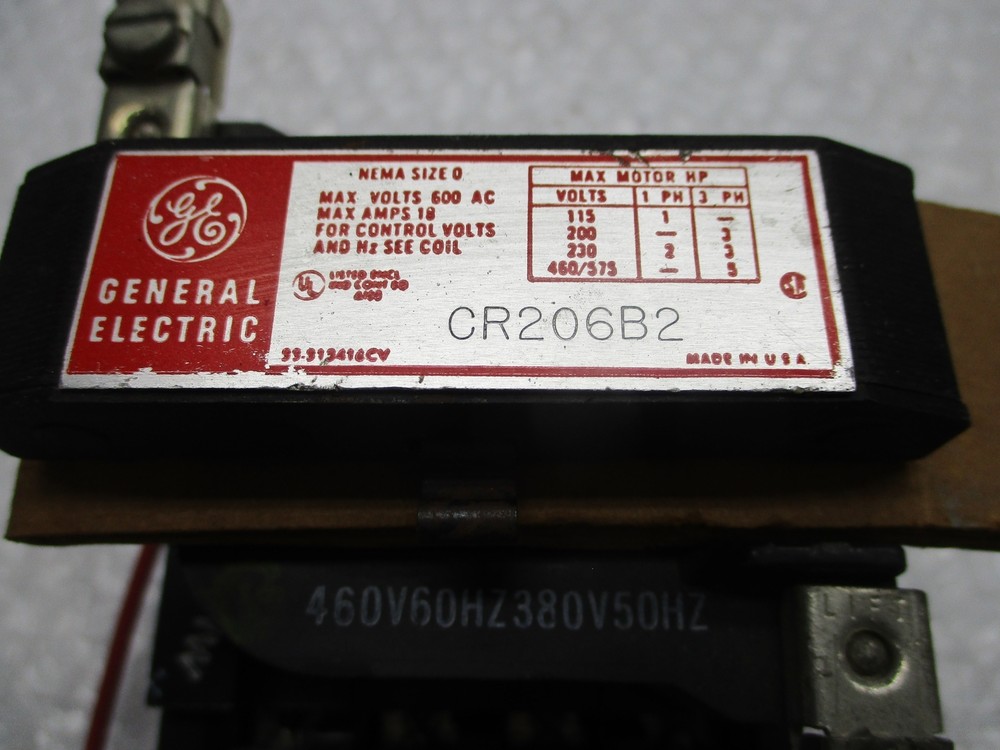 GE
GENERAL
ELECTRIC
NEMA SIZE 0
MAX VOLTS 600 AC
MAX AMPS 18
FOR CONTROL VOLTS
AND Hz SEE COIL
UL
MAX MOTOR HP
VOLTS 1 PH 3 PH
115 1 —
200 — 3
230 2 3
460/575 — 5
CR206B2
MADE IN U S A
460V60HZ380V50HZ
LIFT